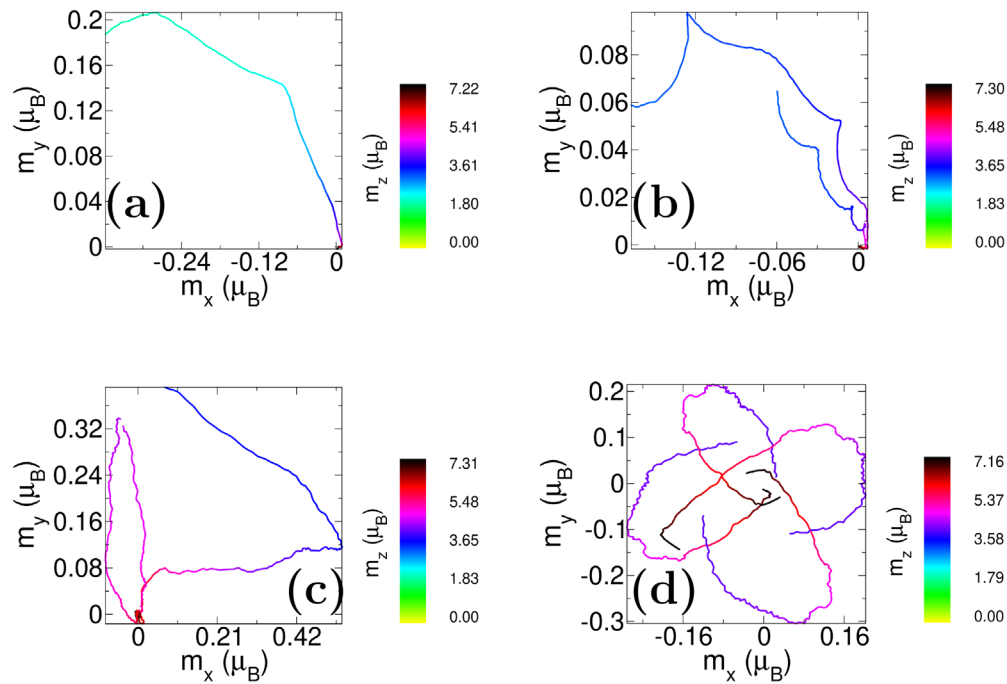 0.2
0.16
0.12
0.08
0.04
0
m_y (μ_B)
-0.24 -0.12 0
m_x (μ_B)
(a)
7.22
5.41
3.61
1.80
0.00
m_z (μ_B)
0.08
0.06
0.04
0.02
0
m_y (μ_B)
-0.12 -0.06 0
m_x (μ_B)
(b)
7.30
5.48
3.65
1.83
0.00
m_z (μ_B)
0.32
0.24
0.16
0.08
0
m_y (μ_B)
0 0.21 0.42
m_x (μ_B)
(c)
7.31
5.48
3.65
1.83
0.00
m_z (μ_B)
0.2
0.1
0
-0.1
-0.2
-0.3
m_y (μ_B)
-0.16 0 0.16
m_x (μ_B)
(d)
7.16
5.37
3.58
1.79
0.00
m_z (μ_B)